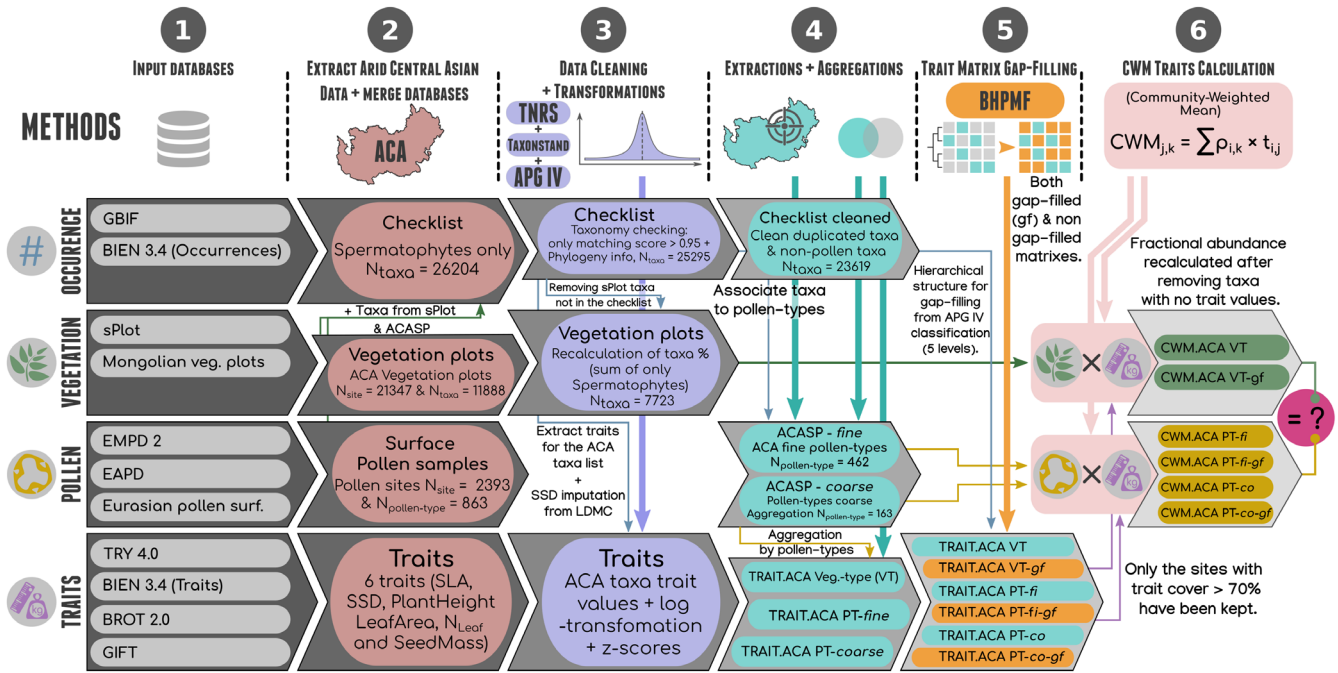 1
2
3
4
5
6
INPUT DATABASES
EXTRACT ARID CENTRAL ASIAN
DATA + MERGE DATABASES
DATA CLEANING
+ TRANSFORMATIONS
EXTRACTIONS + AGGREGATIONS
TRAIT MATRIX GAP-FILLING
CWM TRAITS CALCULATION
METHODS
ACA
TNRS
+
TAXONSTAND
+
APG IV
BHPMF
(Community-Weighted
Mean)
CWMj,k = ∑ρi,k × ti,j
Both
gap-filled
(gf) & non
gap-filled
matrixes.
OCCURENCE
#
GBIF
BIEN 3.4 (Occurrences)
Checklist
Spermatophytes only
Ntaxa = 26204
Checklist
Taxonomy checking:
only matching score > 0.95 +
Phylogeny info, Ntaxa = 25295
Checklist cleaned
Clean duplicated taxa
& non-pollen taxa
Ntaxa = 23619
Hierarchical
structure for
gap-filling
from APG IV
classification
(5 levels).
Fractional abundance
recalculated after
removing taxa
with no trait values.
+ Taxa from sPlot
& ACASP
Removing sPlot taxa
not in the checklist
Associate taxa
to pollen-types
VEGETATION
sPlot
Mongolian veg. plots
Vegetation plots
ACA Vegetation plots
Nsite = 21347 & Ntaxa = 11888
Vegetation plots
Recalculation of taxa %
(sum of only
Spermatophytes)
Ntaxa = 7723
×
kg
CWM.ACA VT
CWM.ACA VT-gf
= ?
POLLEN
EMPD 2
EAPD
Eurasian pollen surf.
Surface
Pollen samples
Pollen sites Nsite = 2393
& Npollen-type = 863
Extract traits
for the ACA
taxa list
+
SSD imputation
from LDMC
ACASP - fine
ACA fine pollen-types
Npollen-type = 462
ACASP - coarse
Pollen-types coarse
Aggregation Npollen-type = 163
×
kg
CWM.ACA PT-fi
CWM.ACA PT-fi-gf
CWM.ACA PT-co
CWM.ACA PT-co-gf
Aggregation
by pollen-types
TRAITS
kg
TRY 4.0
BIEN 3.4 (Traits)
BROT 2.0
GIFT
Traits
6 traits (SLA,
SSD, PlantHeight
LeafArea, NLeaf
and SeedMass)
Traits
ACA taxa trait
values + log
-transfomation
+ z-scores
TRAIT.ACA Veg.-type (VT)
TRAIT.ACA PT-fine
TRAIT.ACA PT-coarse
TRAIT.ACA VT
TRAIT.ACA VT-gf
TRAIT.ACA PT-fi
TRAIT.ACA PT-fi-gf
TRAIT.ACA PT-co
TRAIT.ACA PT-co-gf
Only the sites with
trait cover > 70%
have been kept.